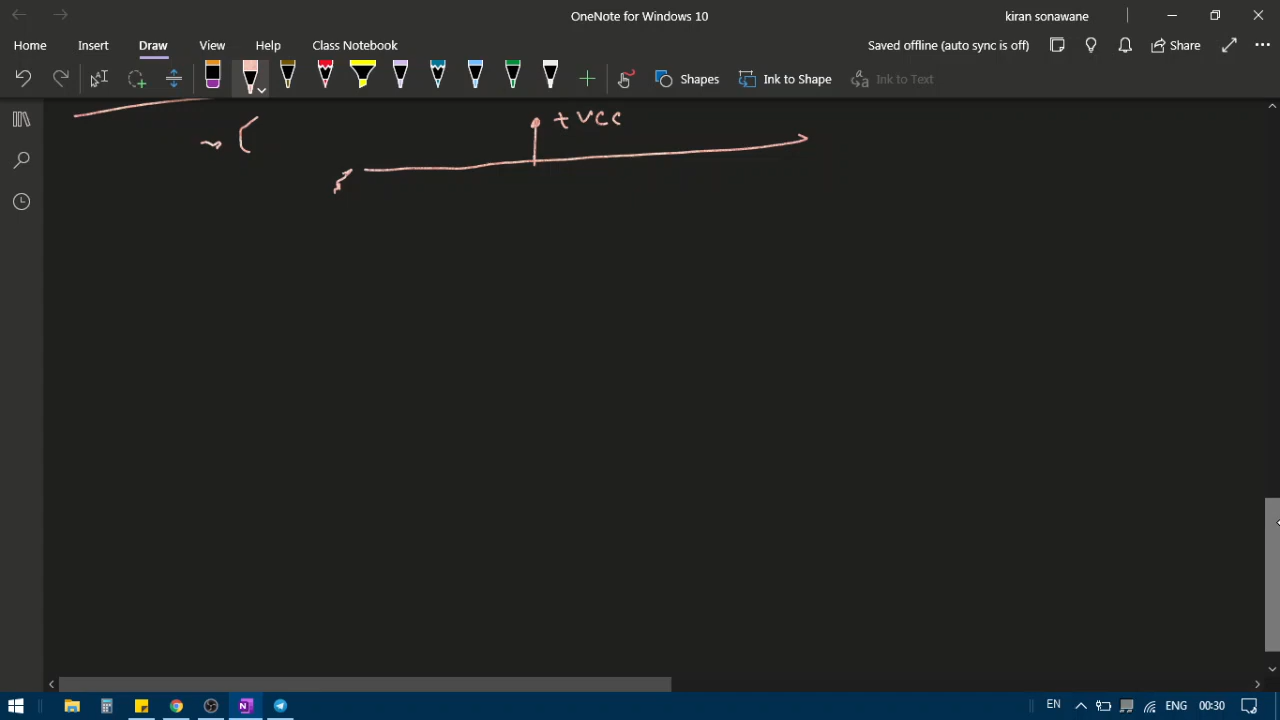 OneNote for Windows 10
kiran sonawane
Home Insert Draw View Help Class Notebook
Saved offline (auto sync is off) Share
Shapes Ink to Shape Ink to Text
+VCC
EN ENG 00:30